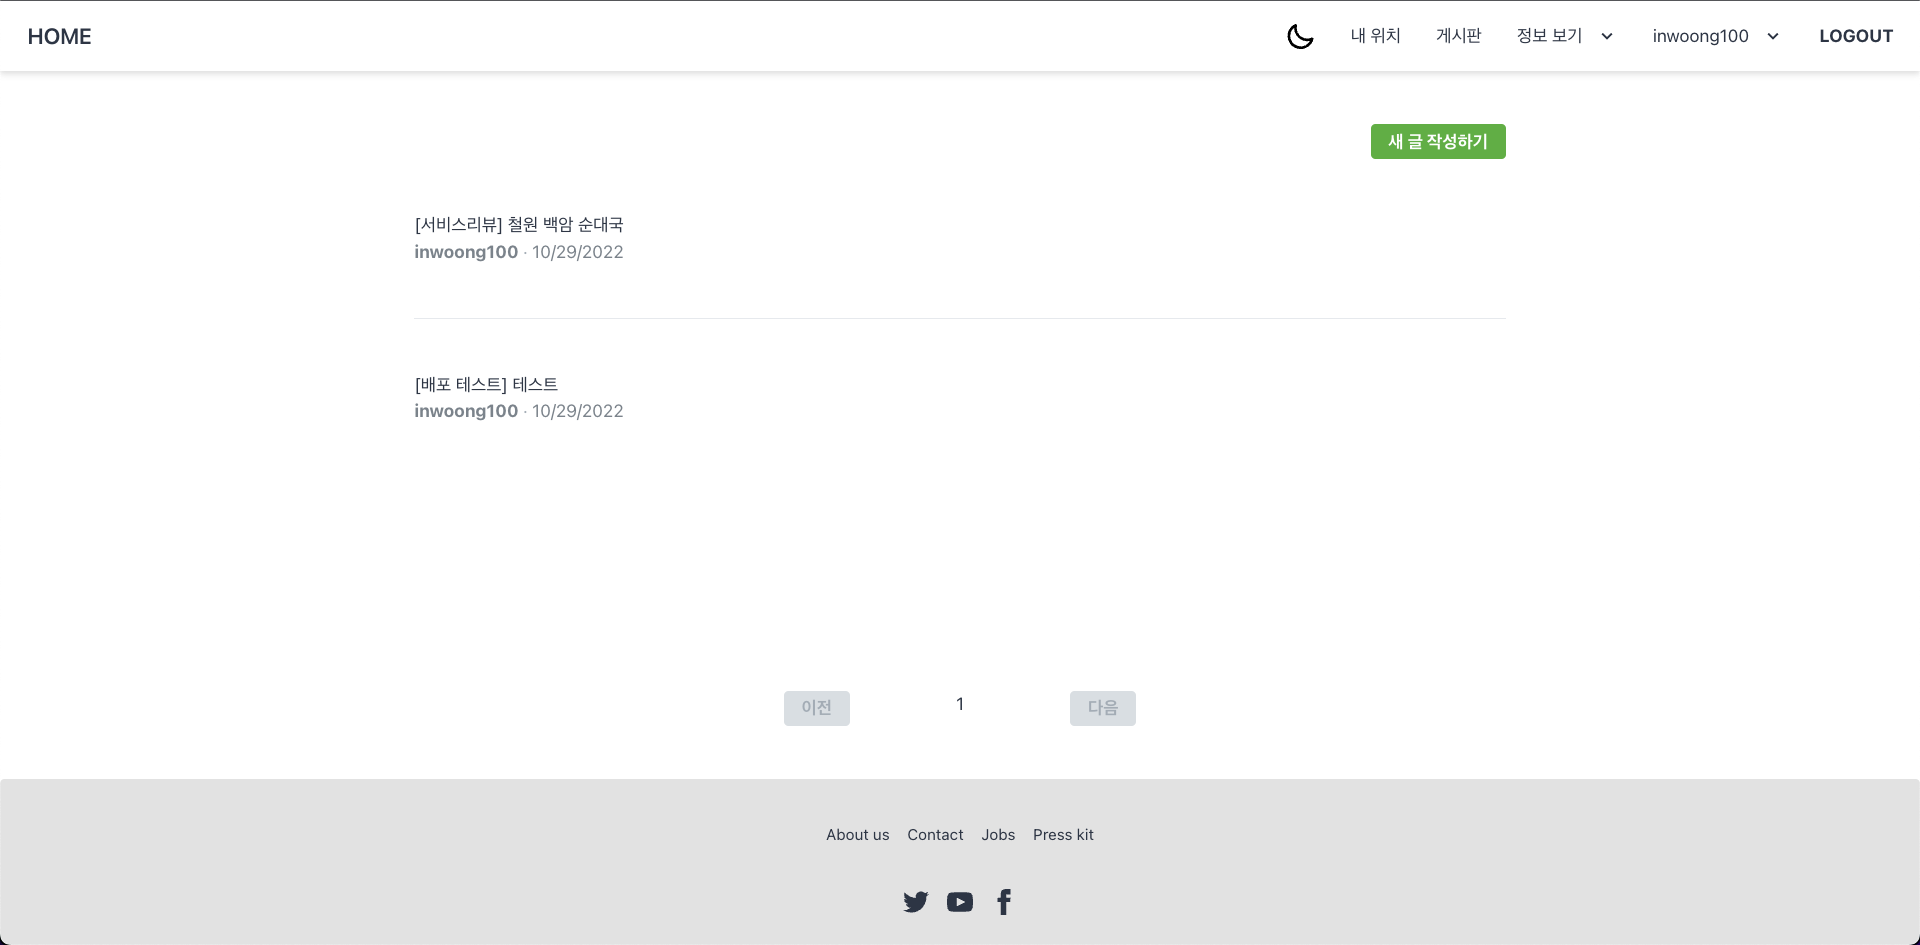 HOME 내 위치 게시판 정보 보기 inwoong100 LOGOUT
새 글 작성하기
[서비스리뷰] 철원 백암 순대국
inwoong100 · 10/29/2022
[배포 테스트] 테스트
inwoong100 · 10/29/2022
이전 1 다음
About us Contact Jobs Press kit